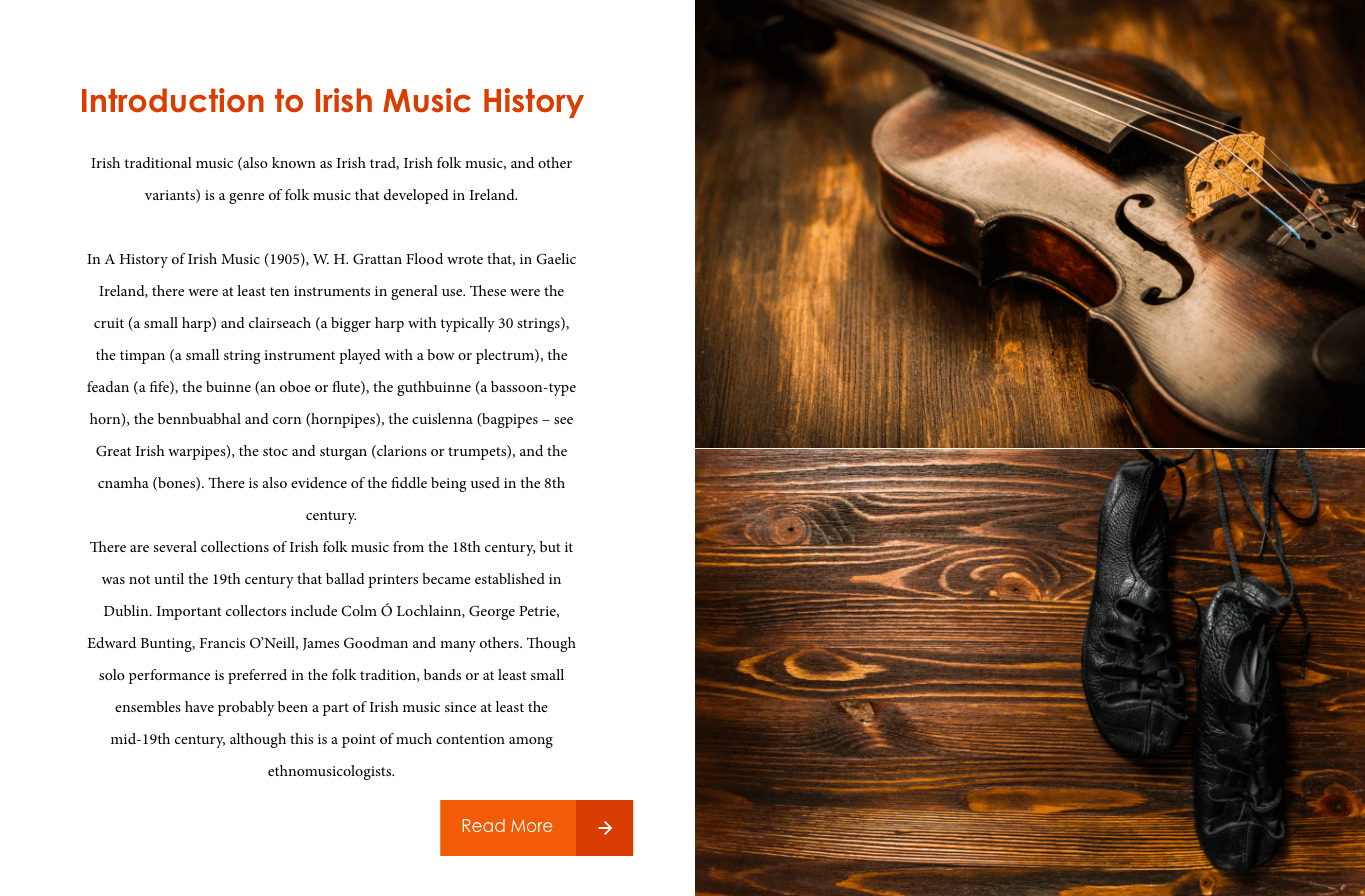 Introduction to Irish Music History
Irish traditional music (also known as Irish trad, Irish folk music, and other
variants) is a genre of folk music that developed in Ireland.
In A History of Irish Music (1905), W. H. Grattan Flood wrote that, in Gaelic
Ireland, there were at least ten instruments in general use. These were the
cruit (a small harp) and clairseach (a bigger harp with typically 30 strings),
the timpan (a small string instrument played with a bow or plectrum), the
feadan (a fife), the buinne (an oboe or flute), the guthbuinne (a bassoon-type
horn), the bennbuabhal and corn (hornpipes), the cuislenna (bagpipes – see
Great Irish warpipes), the stoc and sturgan (clarions or trumpets), and the
cnamha (bones). There is also evidence of the fiddle being used in the 8th
century.
There are several collections of Irish folk music from the 18th century, but it
was not until the 19th century that ballad printers became established in
Dublin. Important collectors include Colm Ó Lochlainn, George Petrie,
Edward Bunting, Francis O’Neill, James Goodman and many others. Though
solo performance is preferred in the folk tradition, bands or at least small
ensembles have probably been a part of Irish music since at least the
mid-19th century, although this is a point of much contention among
ethnomusicologists.
Read More